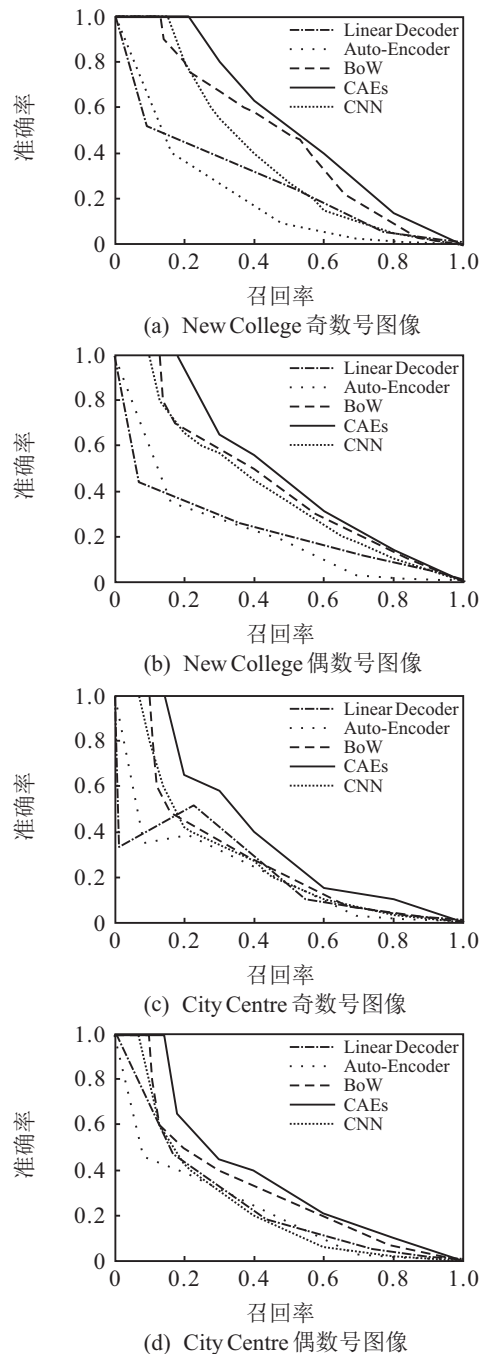 1.0
0.8
0.6
0.4
0.2
0
准确率
Linear Decoder
Auto-Encoder
BoW
CAEs
CNN
0.2 0.4 0.6 0.8 1.0
召回率
(a) New College 奇数号图像
1.0
0.8
0.6
0.4
0.2
0
准确率
Linear Decoder
Auto-Encoder
BoW
CAEs
CNN
0 0.2 0.4 0.6 0.8 1.0
召回率
(b) New College 偶数号图像
1.0
0.8
0.6
0.4
0.2
0
准确率
Linear Decoder
Auto-Encoder
BoW
CAEs
CNN
0 0.2 0.4 0.6 0.8 1.0
召回率
(c) City Centre 奇数号图像
1.0
0.8
0.6
0.4
0.2
0
准确率
Linear Decoder
Auto-Encoder
BoW
CAEs
CNN
0 0.2 0.4 0.6 0.8 1.0
召回率
(d) City Centre 偶数号图像